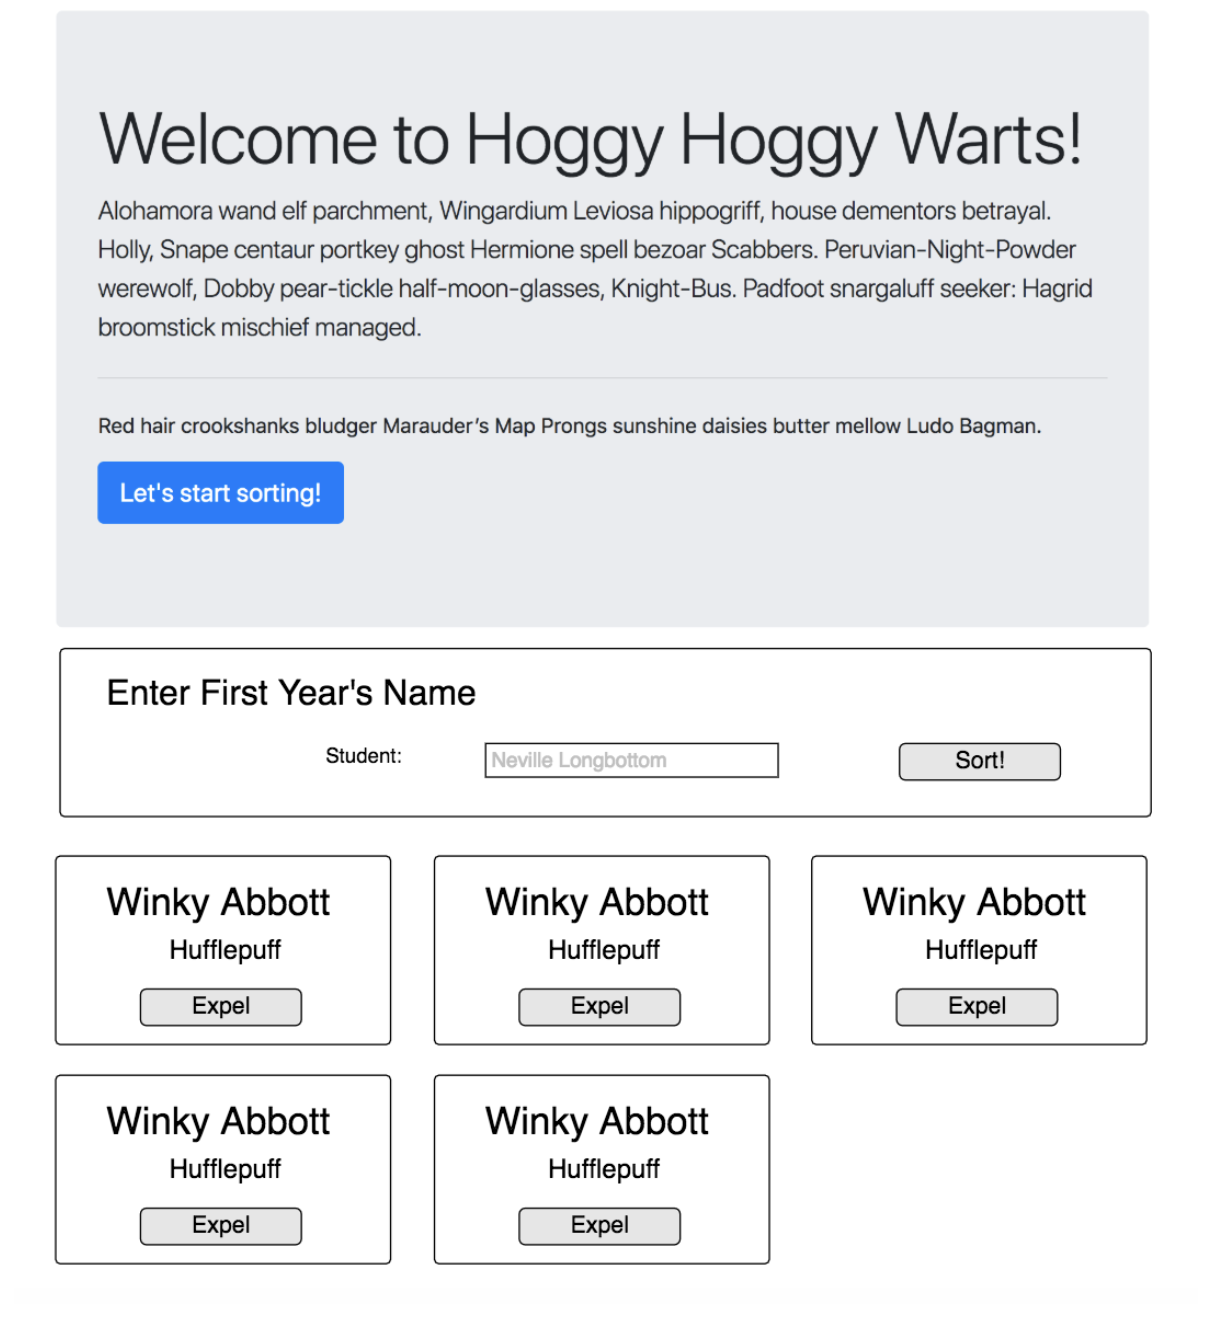 Welcome to Hoggy Hoggy Warts!
Alohamora wand elf parchment, Wingardium Leviosa hippogriff, house dementors betrayal.
Holly, Snape centaur portkey ghost Hermione spell bezoar Scabbers. Peruvian-Night-Powder
werewolf, Dobby pear-tickle half-moon-glasses, Knight-Bus. Padfoot snargaluff seeker: Hagrid
broomstick mischief managed.
Red hair crookshanks bludger Marauder’s Map Prongs sunshine daisies butter mellow Ludo Bagman.
Let's start sorting!
Enter First Year's Name
Student: Neville Longbottom Sort!
Winky Abbott Winky Abbott Winky Abbott
Hufflepuff Hufflepuff Hufflepuff
Expel Expel Expel
Winky Abbott Winky Abbott
Hufflepuff Hufflepuff
Expel Expel